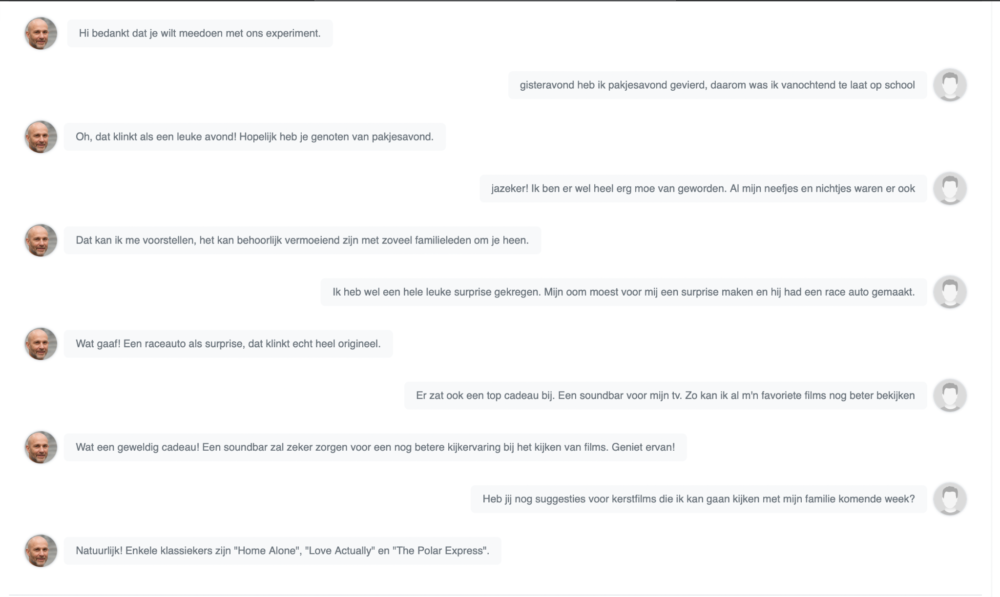 Hi bedankt dat je wilt meedoen met ons experiment.
gisteravond heb ik pakjesavond gevierd, daarom was ik vanochtend te laat op school
Oh, dat klinkt als een leuke avond! Hopelijk heb je genoten van pakjesavond.
jazeker! Ik ben er wel heel erg moe van geworden. Al mijn neefjes en nichtjes waren er ook
Dat kan ik me voorstellen, het kan behoorlijk vermoeiend zijn met zoveel familieleden om je heen.
Ik heb wel een hele leuke surprise gekregen. Mijn oom moest voor mij een surprise maken en hij had een race auto gemaakt.
Wat gaaf! Een raceauto als surprise, dat klinkt echt heel origineel.
Er zat ook een top cadeau bij. Een soundbar voor mijn tv. Zo kan ik al m'n favoriete films nog beter bekijken
Wat een geweldig cadeau! Een soundbar zal zeker zorgen voor een nog betere kijkervaring bij het kijken van films. Geniet ervan!
Heb jij nog suggesties voor kerstfilms die ik kan gaan kijken met mijn familie komende week?
Natuurlijk! Enkele klassiekers zijn "Home Alone", "Love Actually" en "The Polar Express".